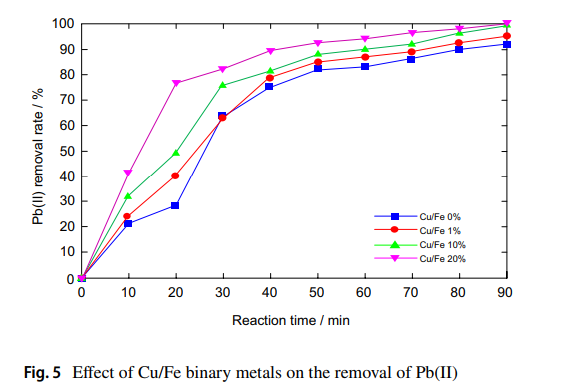 100
90
80
70
60
50
40
30
20
10
0
Pb(II) removal rate / %
Cu/Fe 0%
Cu/Fe 1%
Cu/Fe 10%
Cu/Fe 20%
0 10 20 30 40 50 60 70 80 90
Reaction time / min
Fig. 5 Effect of Cu/Fe binary metals on the removal of Pb(II)